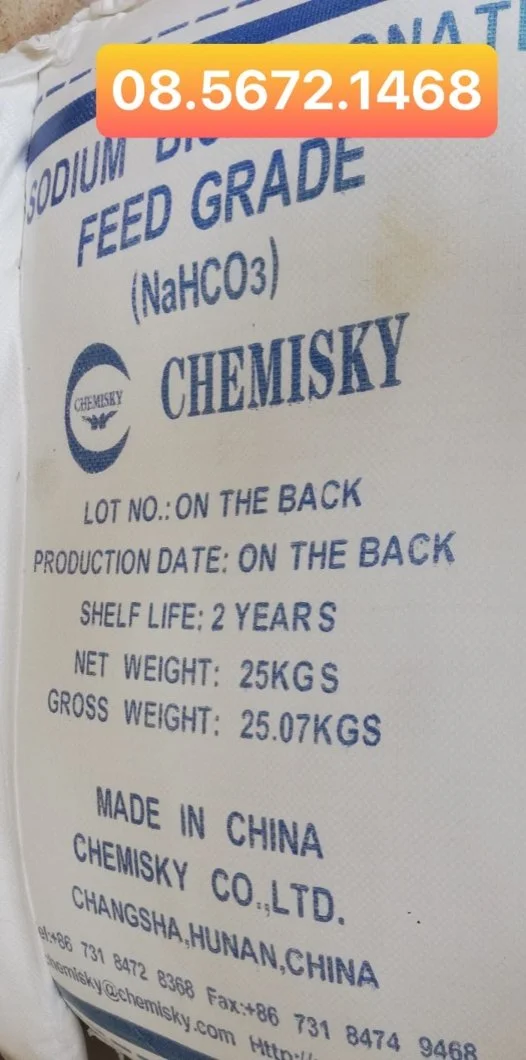 08.5672.1468
SODIUM
FEED GRADE
(NaHCO3)
CHEMISKY
CHEMISKY
LOT NO.: ON THE BACK
PRODUCTION DATE: ON THE BACK
SHELF LIFE: 2 YEARS
NET WEIGHT: 25KGS
GROSS WEIGHT: 25.07KGS
MADE IN CHINA
CHEMISKY CO.,LTD.
CHANGSHA,HUNAN,CHINA
el:+86 731 8472 8368 Fax:+86 731 8474 9468
chemisky@chemisky.com Http:/